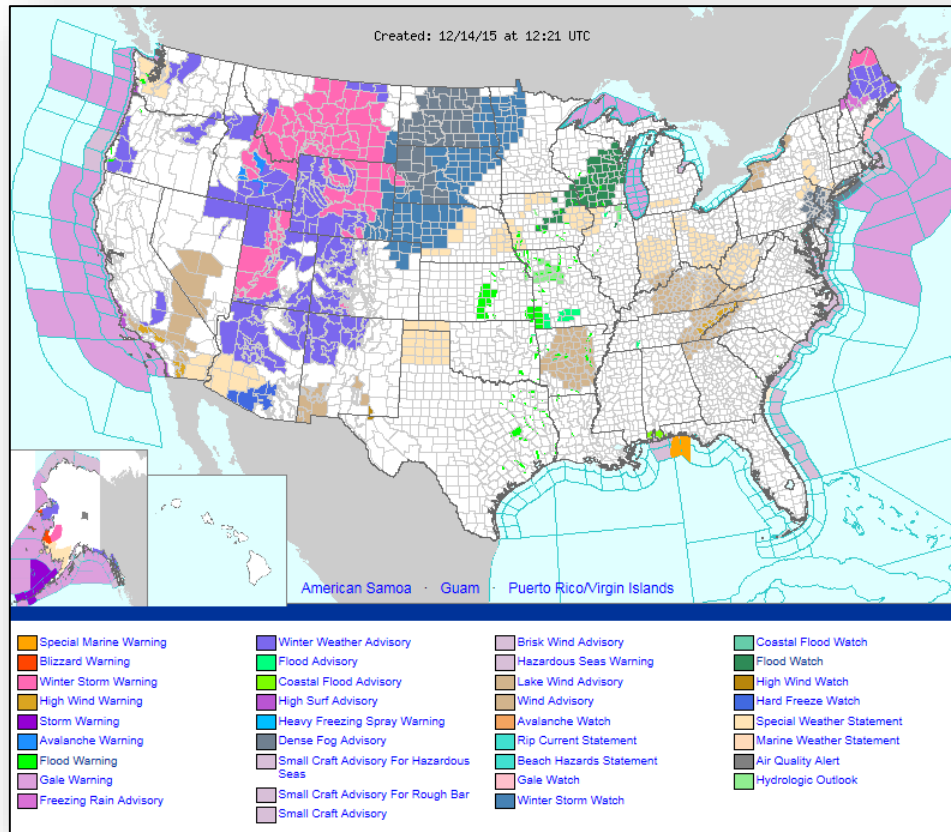 Created: 12/14/15 at 12:21 UTC
American Samoa · Guam · Puerto Rico/Virgin Islands
Special Marine Warning
Blizzard Warning
Winter Storm Warning
High Wind Warning
Storm Warning
Avalanche Warning
Flood Warning
Gale Warning
Freezing Rain Advisory
Winter Weather Advisory
Flood Advisory
Coastal Flood Advisory
High Surf Advisory
Heavy Freezing Spray Warning
Dense Fog Advisory
Small Craft Advisory For Hazardous
Seas
Small Craft Advisory For Rough Bar
Small Craft Advisory
Brisk Wind Advisory
Hazardous Seas Warning
Lake Wind Advisory
Wind Advisory
Avalanche Watch
Rip Current Statement
Beach Hazards Statement
Gale Watch
Winter Storm Watch
Coastal Flood Watch
Flood Watch
High Wind Watch
Hard Freeze Watch
Special Weather Statement
Marine Weather Statement
Air Quality Alert
Hydrologic Outlook